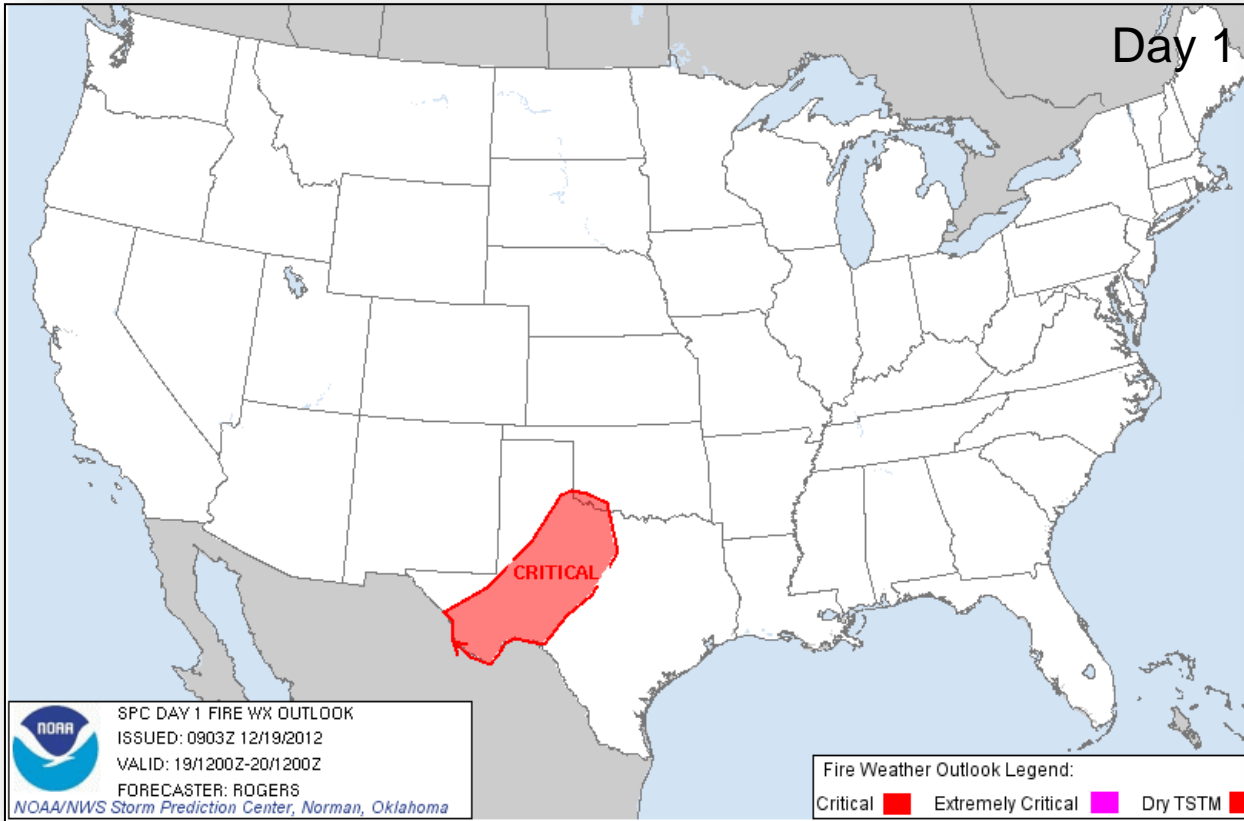 Day 1
CRITICAL
NOAA
SPC DAY 1 FIRE WX OUTLOOK
ISSUED: 0903Z 12/19/2012
VALID: 19/1200Z-20/1200Z
FORECASTER: ROGERS
NOAA/NWS Storm Prediction Center, Norman, Oklahoma
Fire Weather Outlook Legend:
Critical Extremely Critical Dry TSTM